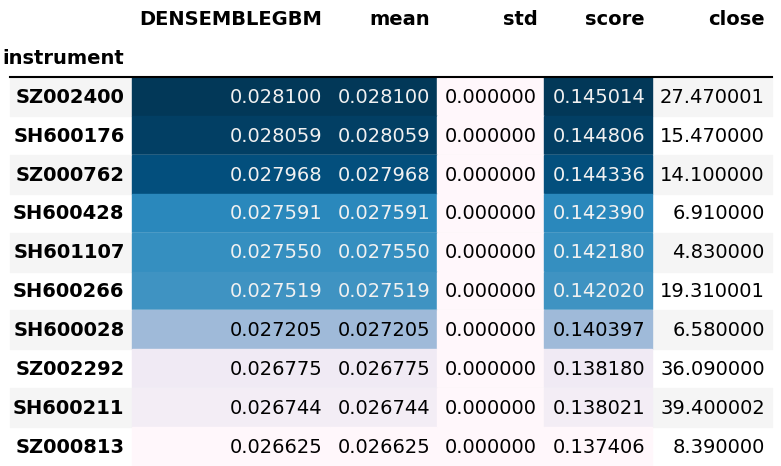 DENSEMBLEGBM mean std score close
instrument
SZ002400 0.028100 0.028100 0.000000 0.145014 27.470001
SH600176 0.028059 0.028059 0.000000 0.144806 15.470000
SZ000762 0.027968 0.027968 0.000000 0.144336 14.100000
SH600428 0.027591 0.027591 0.000000 0.142390 6.910000
SH601107 0.027550 0.027550 0.000000 0.142180 4.830000
SH600266 0.027519 0.027519 0.000000 0.142020 19.310001
SH600028 0.027205 0.027205 0.000000 0.140397 6.580000
SZ002292 0.026775 0.026775 0.000000 0.138180 36.090000
SH600211 0.026744 0.026744 0.000000 0.138021 39.400002
SZ000813 0.026625 0.026625 0.000000 0.137406 8.390000